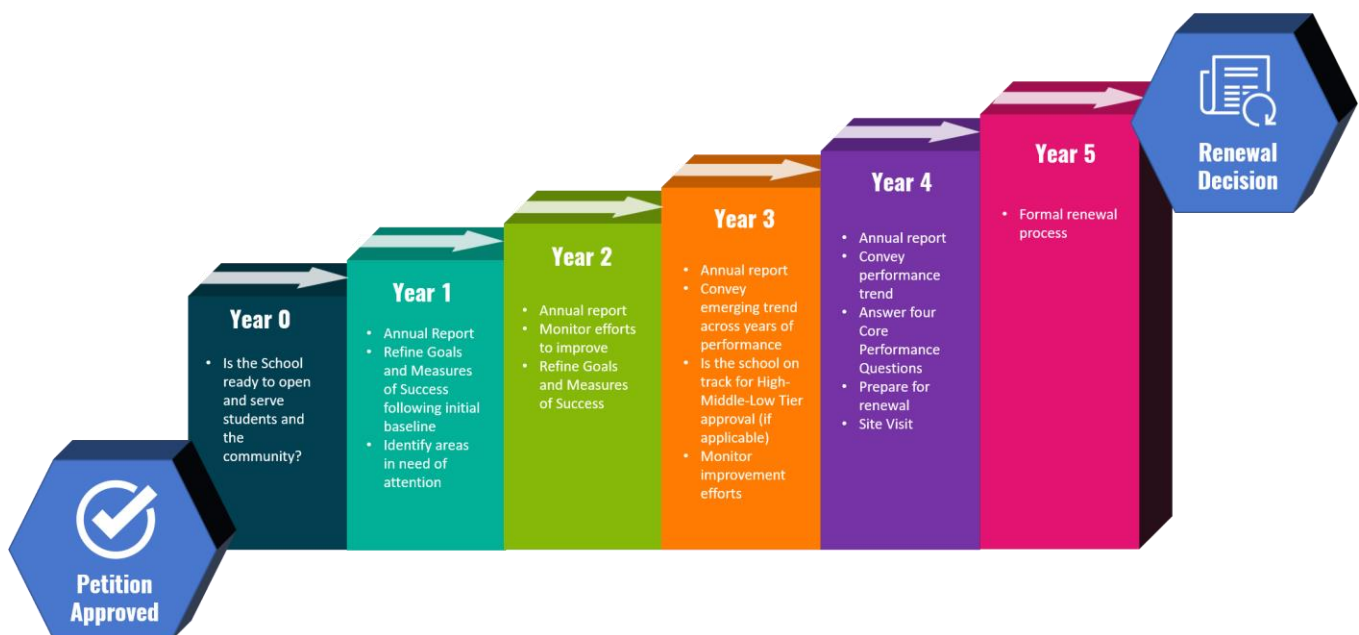 Petition
Approved
Year 0
• Is the School
ready to open
and serve
students and
the
community?
Year 1
• Annual Report
• Refine Goals
and Measures
of Success
following initial
baseline
• Identify areas
in need of
attention
Year 2
• Annual report
• Monitor efforts
to improve
• Refine Goals
and Measures
of Success
Year 3
• Annual report
• Convey
emerging trend
across years of
performance
• Is the school on
track for High-
Middle-Low Tier
approval (if
applicable)
• Monitor
improvement
efforts
Year 4
• Annual report
• Convey
performance
trend
• Answer four
Core
Performance
Questions
• Prepare for
renewal
• Site Visit
Year 5
• Formal renewal
process
Renewal
Decision